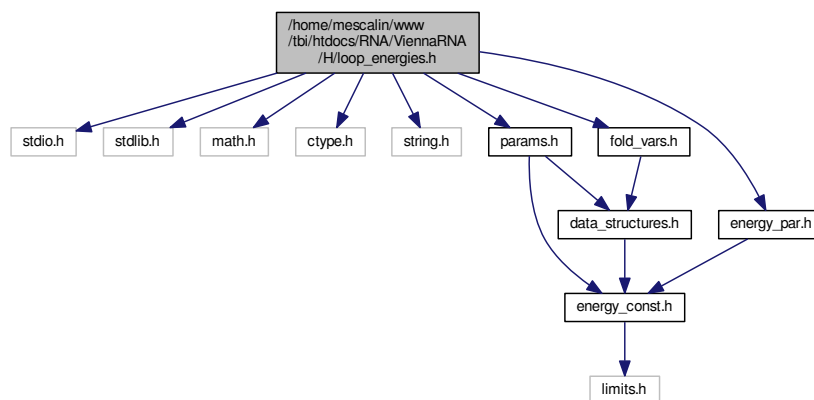 /home/mescalin/www
/tbi/htdocs/RNA/ViennaRNA
/H/loop_energies.h
stdio.h
stdlib.h
math.h
ctype.h
string.h
params.h
fold_vars.h
data_structures.h
energy_par.h
energy_const.h
limits.h